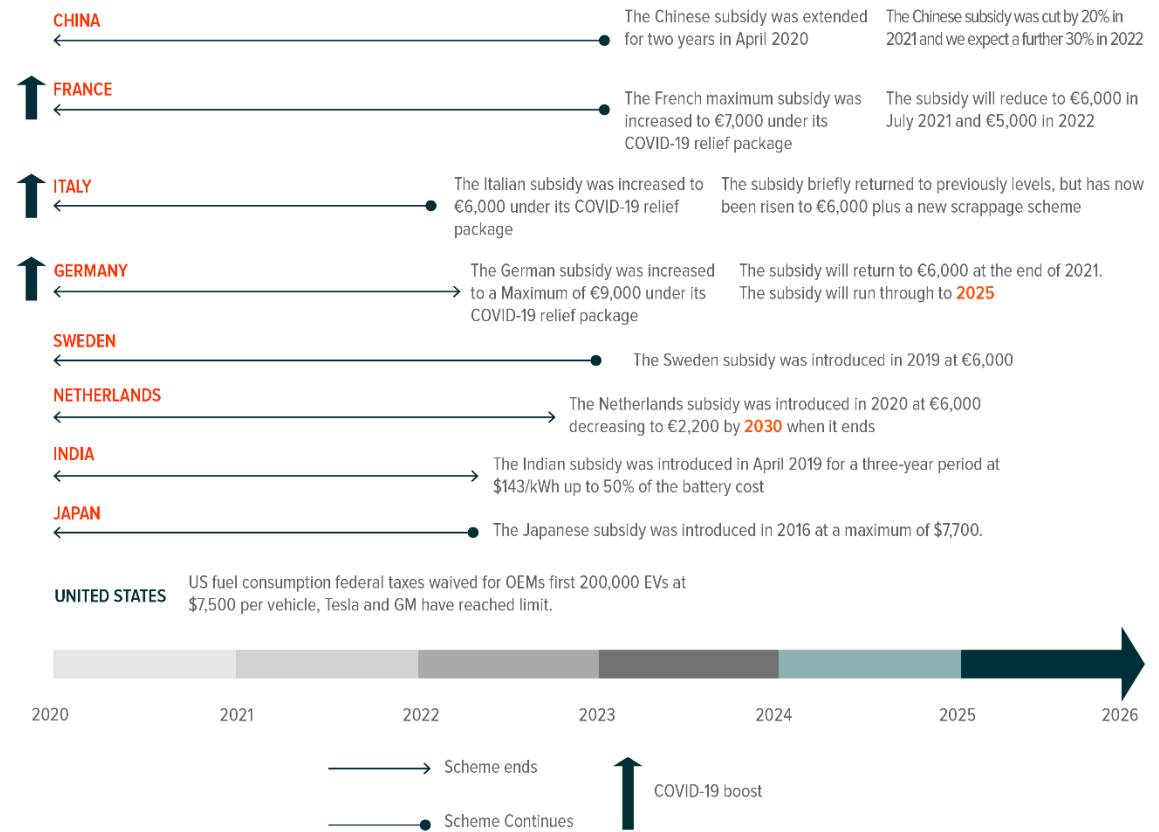 CHINA
The Chinese subsidy was extended
for two years in April 2020
The Chinese subsidy was cut by 20% in
2021 and we expect a further 30% in 2022
FRANCE
The French maximum subsidy was
increased to €7,000 under its
COVID-19 relief package
The subsidy will reduce to €6,000 in
July 2021 and €5,000 in 2022
ITALY
The Italian subsidy was increased to
€6,000 under its COVID-19 relief
package
The subsidy briefly returned to previously levels, but has now
been risen to €6,000 plus a new scrappage scheme
GERMANY
The German subsidy was increased
to a Maximum of €9,000 under its
COVID-19 relief package
The subsidy will return to €6,000 at the end of 2021.
The subsidy will run through to 2025
SWEDEN
The Sweden subsidy was introduced in 2019 at €6,000
NETHERLANDS
The Netherlands subsidy was introduced in 2020 at €6,000
decreasing to €2,200 by 2030 when it ends
INDIA
The Indian subsidy was introduced in April 2019 for a three-year period at
$143/kWh up to 50% of the battery cost
JAPAN
The Japanese subsidy was introduced in 2016 at a maximum of $7,700.
UNITED STATES
US fuel consumption federal taxes waived for OEMs first 200,000 EVs at
$7,500 per vehicle, Tesla and GM have reached limit.
2020 2021 2022 2023 2024 2025 2026
Scheme ends
COVID-19 boost
Scheme Continues